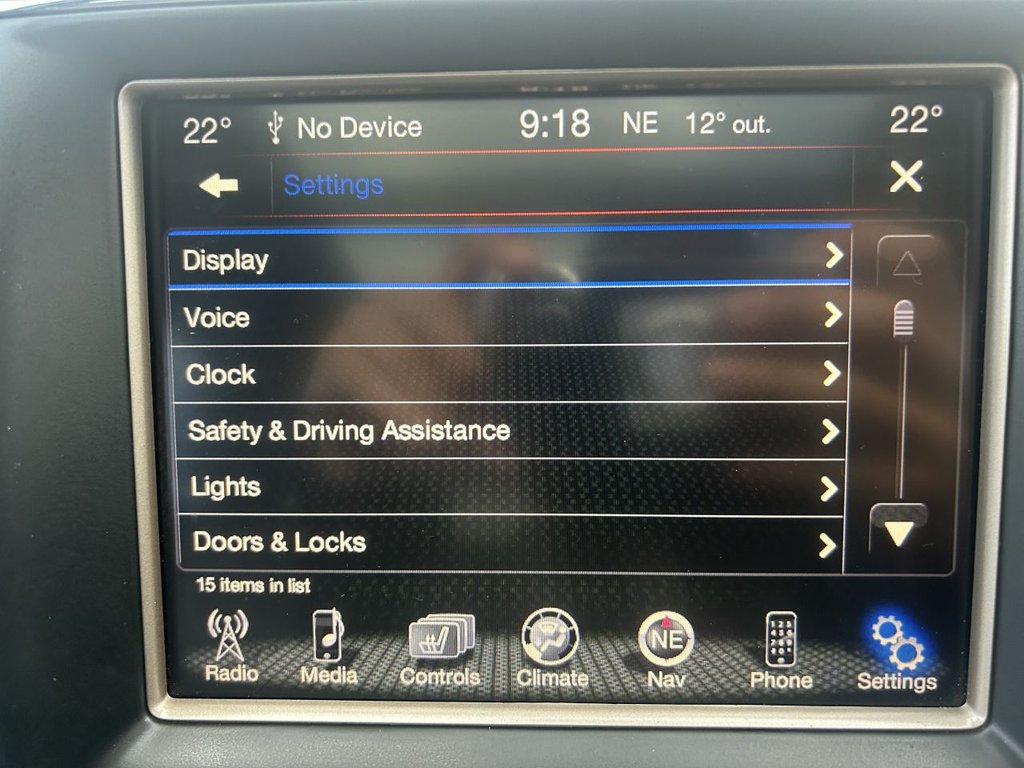 22° No Device 9:18 NE 12° out. 22°
Settings
Display
Voice
Clock
Safety & Driving Assistance
Lights
Doors & Locks
15 items in list
NE
Radio Media Controls Climate Nav Phone Settings